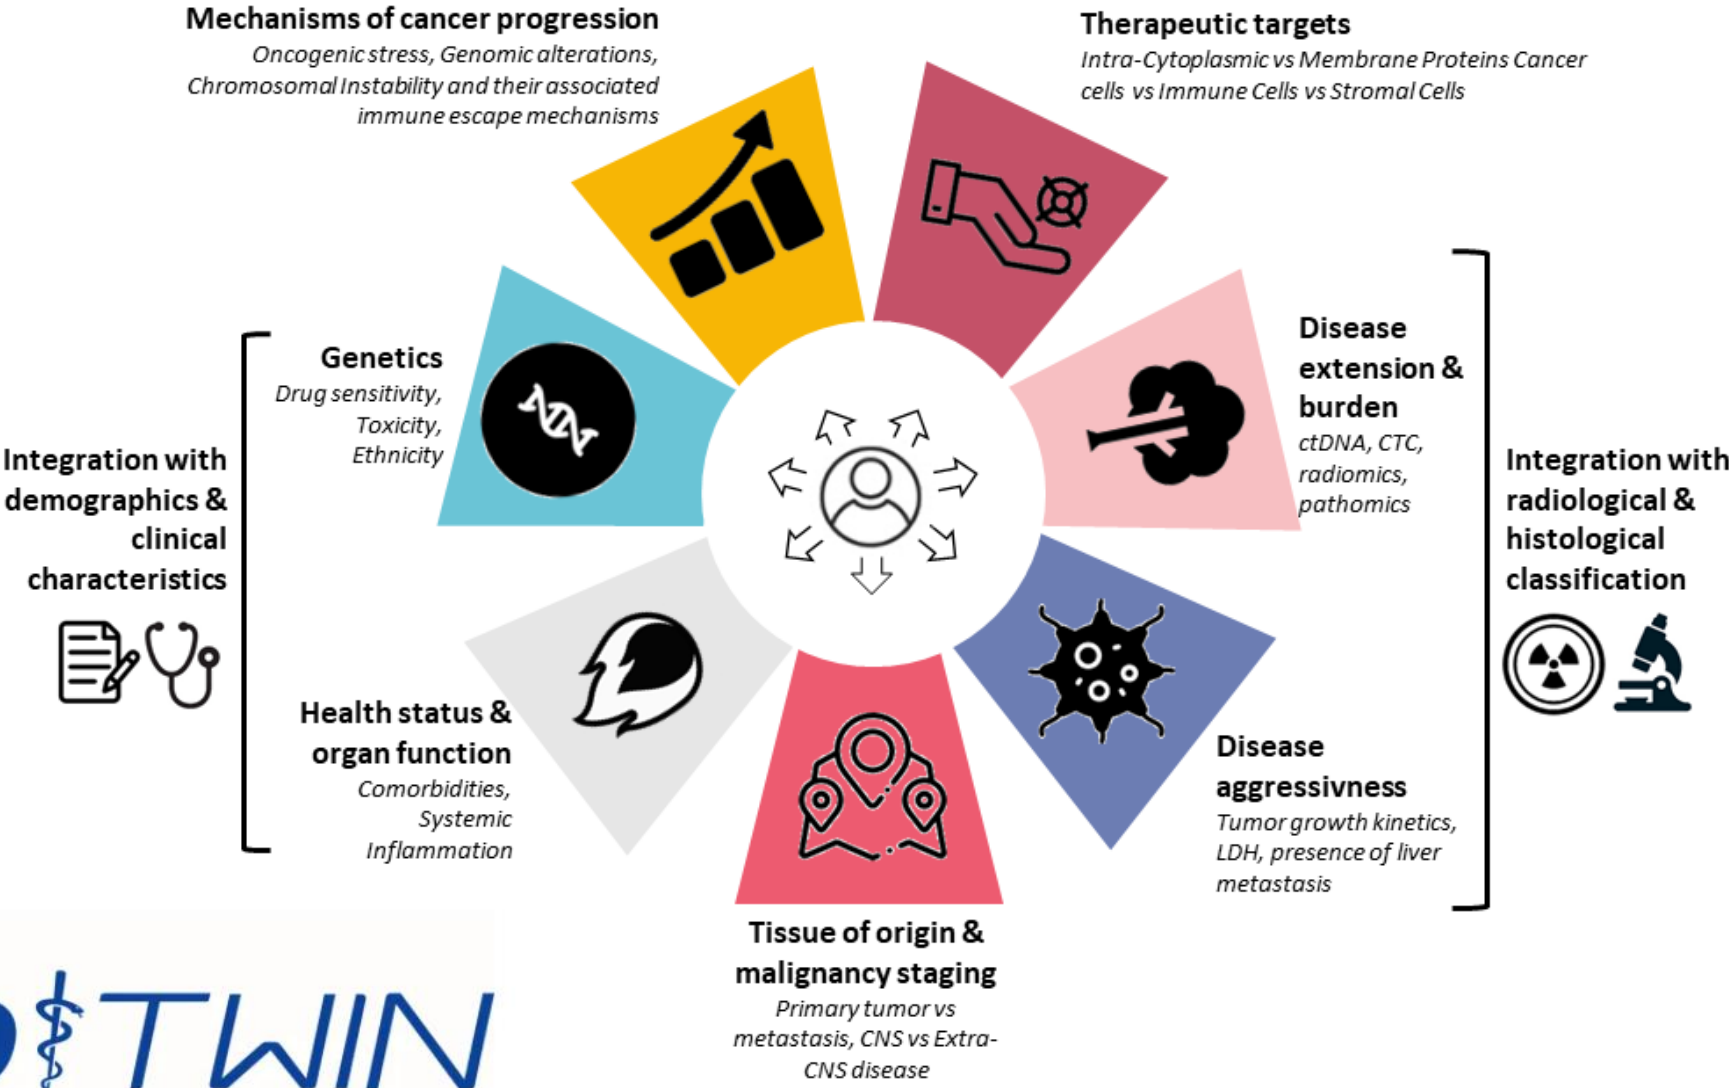 Mechanisms of cancer progression
Oncogenic stress, Genomic alterations,
Chromosomal Instability and their associated
immune escape mechanisms
Therapeutic targets
Intra-Cytoplasmic vs Membrane Proteins Cancer
cells vs Immune Cells vs Stromal Cells
Genetics
Drug sensitivity,
Toxicity,
Ethnicity
Disease
extension &
burden
ctDNA, CTC,
radiomics,
pathomics
Integration with
demographics &
clinical
characteristics
Integration with
radiological &
histological
classification
Health status &
organ function
Comorbidities,
Systemic
Inflammation
Disease
aggressivness
Tumor growth kinetics,
LDH, presence of liver
metastasis
Tissue of origin &
malignancy staging
Primary tumor vs
metastasis, CNS vs Extra-
CNS disease
TWIN